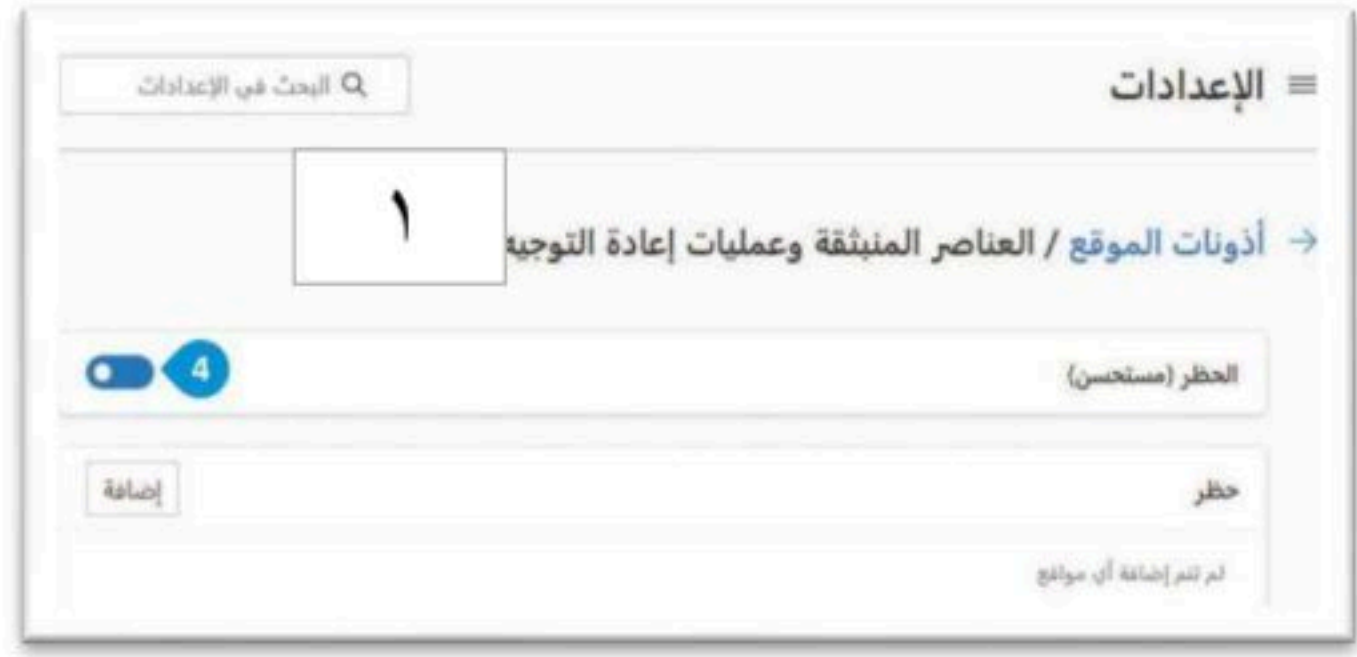 الإعدادات
البحث في الإعدادات
١
أذونات الموقع / العناصر المنبثقة وعمليات إعادة التوجيه
الحظر (مستحسن)
4
حظر
إضافة
لم تتم إضافة أي مواقع